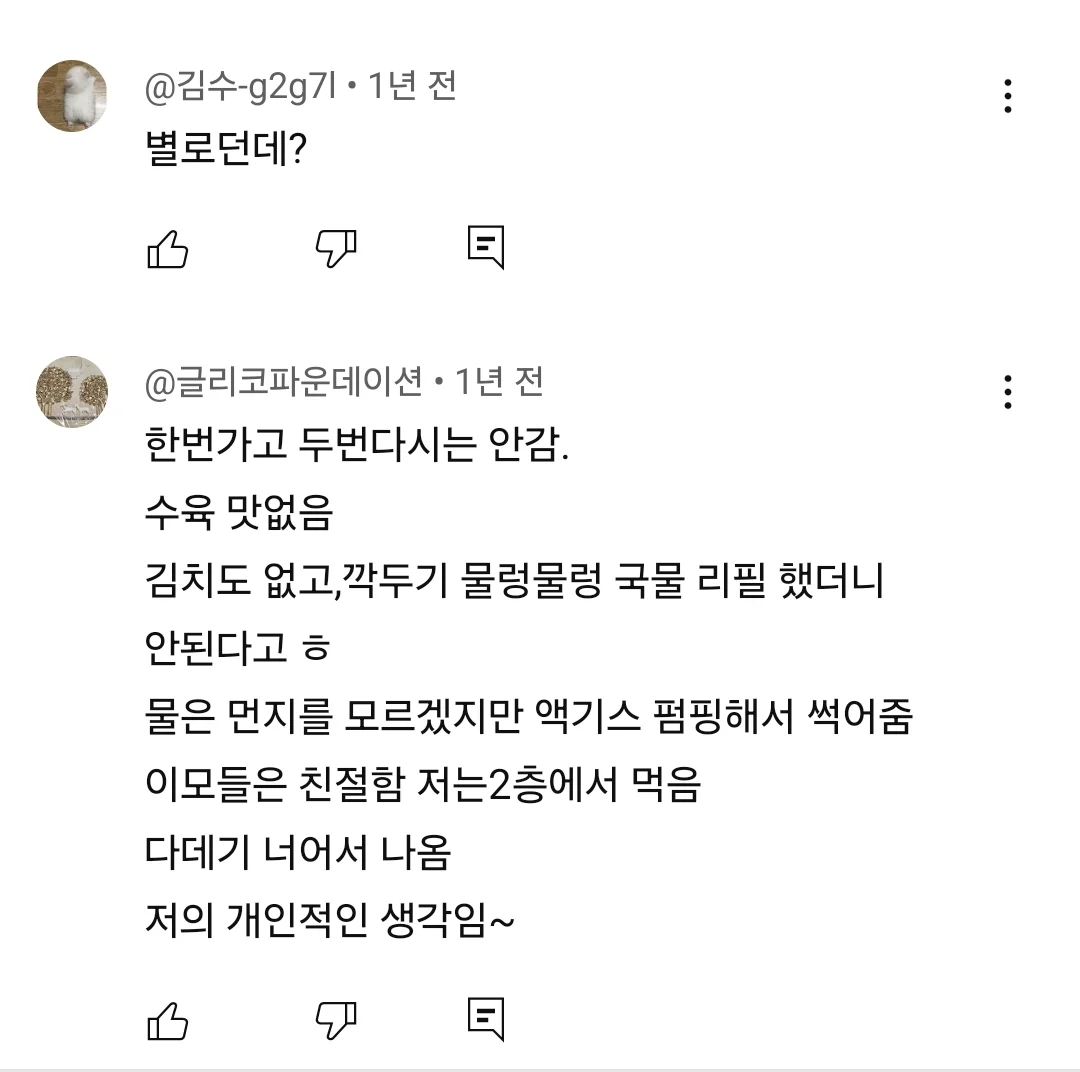 @김수-g2g7l • 1년 전
별로던데?
@글리코파운데이션 • 1년 전
한번가고 두번다시는 안감.
수육 맛없음
김치도 없고,깍두기 물렁물렁 국물 리필 했더니
안된다고 ㅎ
물은 먼지를 모르겠지만 액기스 펌핑해서 썩어줌
이모들은 친절함 저는2층에서 먹음
다데기 너어서 나옴
저의 개인적인 생각임~